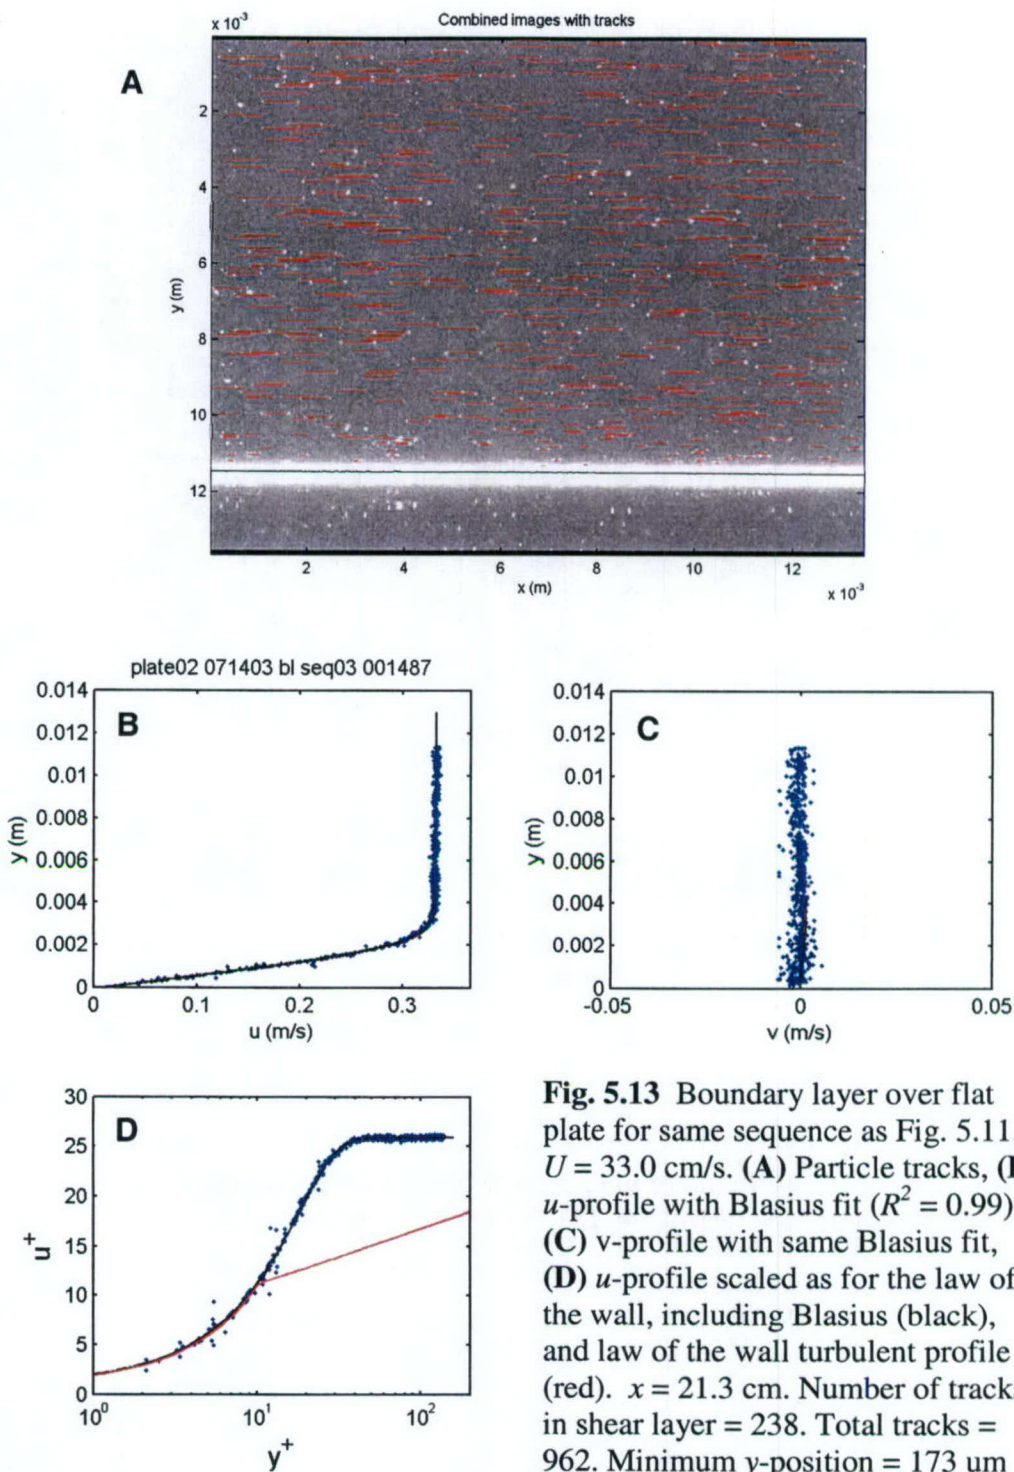 Combined images with tracks
x 10⁻³
A
2
4
6
8
10
12
y (m)
2 4 6 8 10 12
x (m)
x 10⁻³
plate02 071403 bl seq03 001487
B
0.014
0.012
0.01
0.008
0.006
0.004
0.002
0
y (m)
0 0.1 0.2 0.3
u (m/s)
C
0.014
0.012
0.01
0.008
0.006
0.004
0.002
0
y (m)
-0.05 0 0.05
v (m/s)
D
30
25
20
15
10
5
0
u⁺
10⁰ 10¹ 10²
y⁺
Fig. 5.13 Boundary layer over flat
plate for same sequence as Fig. 5.11.
U = 33.0 cm/s. (A) Particle tracks,
u-profile with Blasius fit (R² = 0.99)
(C) v-profile with same Blasius fit,
(D) u-profile scaled as for the law of
the wall, including Blasius (black),
and law of the wall turbulent profile
(red). x = 21.3 cm. Number of track
in shear layer = 238. Total tracks =
962. Minimum y-position = 173 um